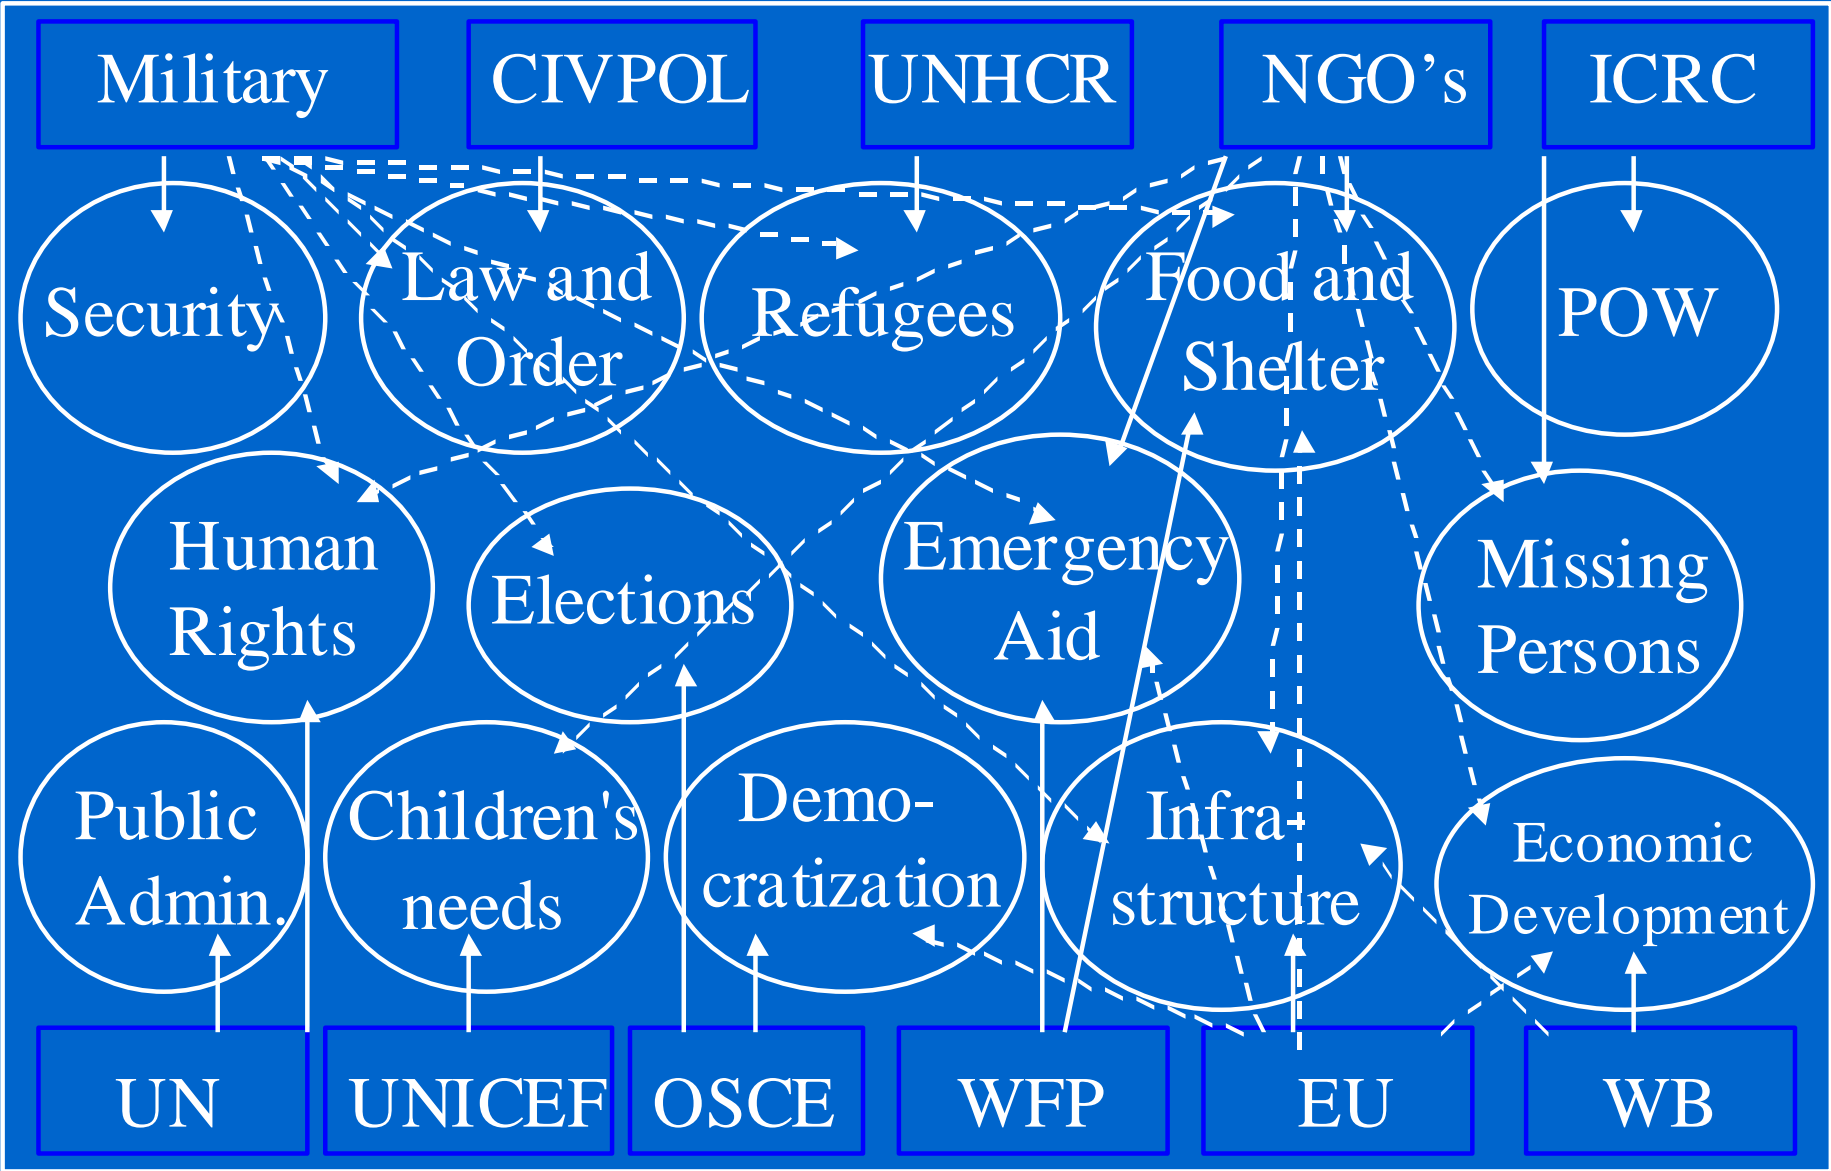 Military
CIVPOL
UNHCR
NGO’s
ICRC
Security
Law and
Order
Refugees
Food and
Shelter
POW
Human
Rights
Elections
Emergency
Aid
Missing
Persons
Public
Admin.
Children's
needs
Demo-
cratization
Infra-
structure
Economic
Development
UN
UNICEF
OSCE
WFP
EU
WB